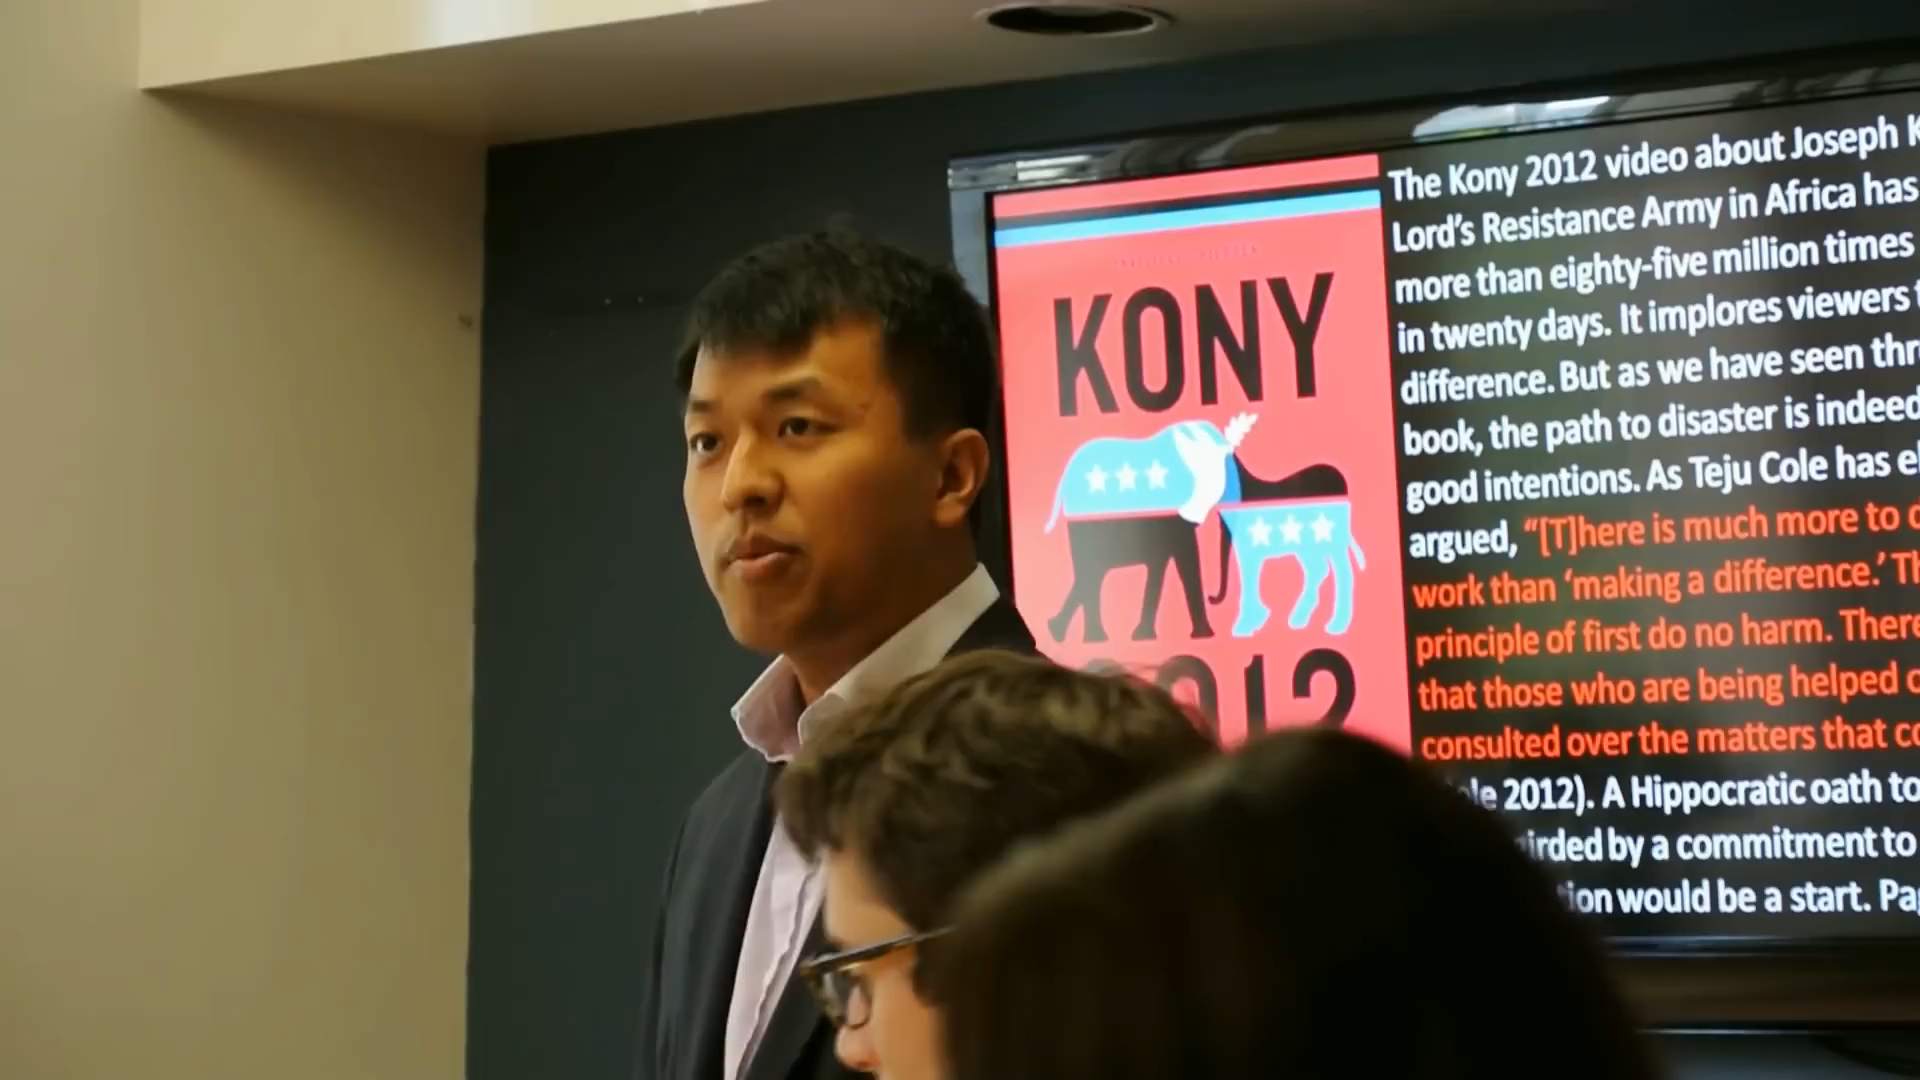 KONY
2012
The Kony 2012 video about Joseph
Lord's Resistance Army in Africa has
more than eighty-five million times
in twenty days. It implores viewers
difference. But as we have seen
book, the path to disaster is indeed
good intentions. As Teju Cole has
argued, "[T]here is much more to
work than 'making a difference.'
principle of first do no harm. There
that those who are being helped
consulted over the matters that
2012). A Hippocratic oath to
by a commitment to
would be a start.